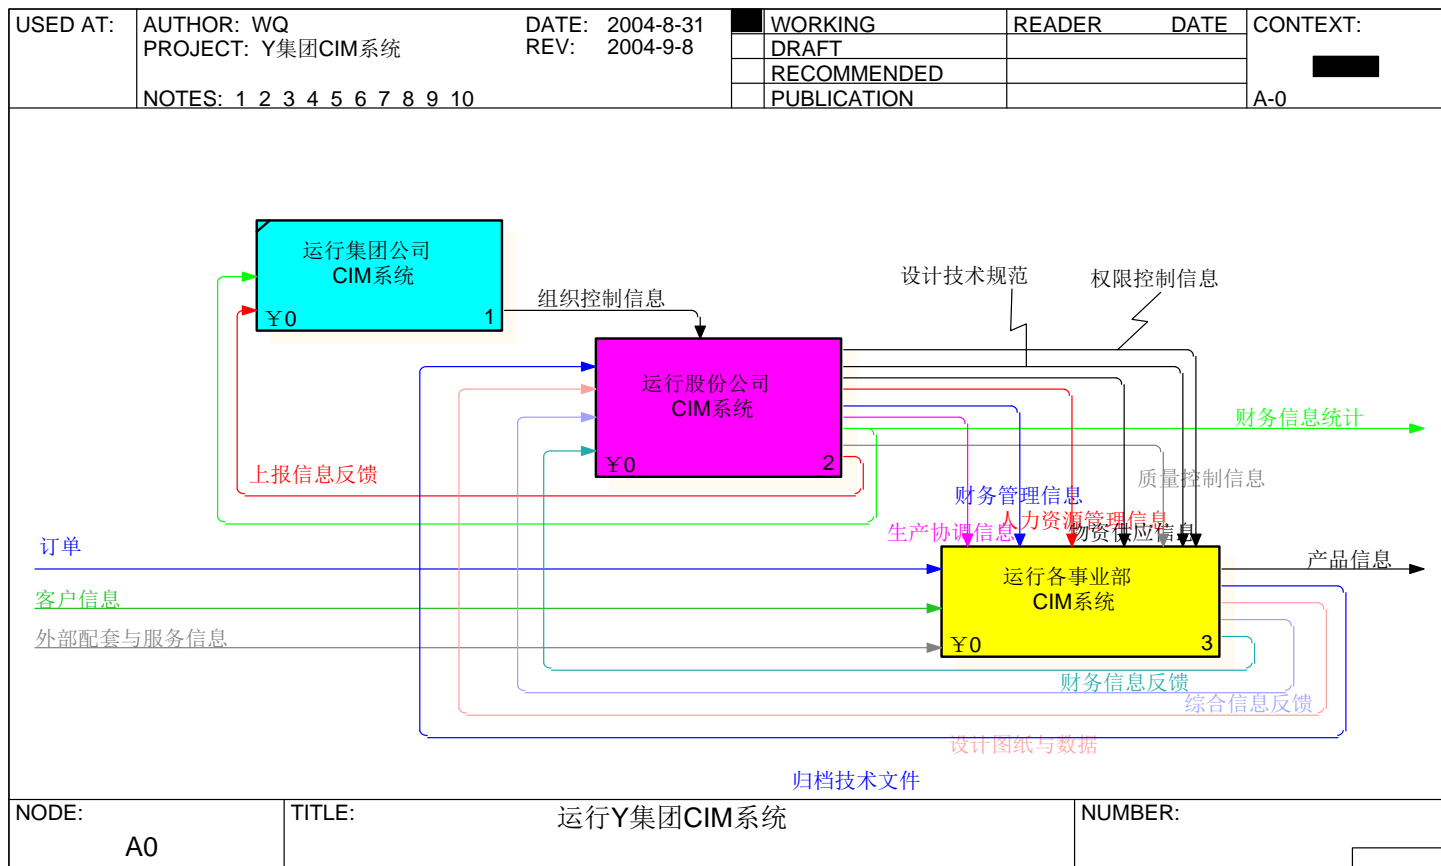 USED AT:
AUTHOR: WQ
DATE: 2004-8-31
WORKING
READER
DATE
CONTEXT:
PROJECT: Y集团CIM系统
REV: 2004-9-8
DRAFT
RECOMMENDED
NOTES: 1 2 3 4 5 6 7 8 9 10
PUBLICATION
A-0
运行集团公司
CIM系统
¥0
1
组织控制信息
设计技术规范
权限控制信息
运行股份公司
CIM系统
¥0
2
财务信息统计
上报信息反馈
质量控制信息
财务管理信息
人力资源管理信息
生产协调信息
物资供应信息
订单
产品信息
运行各事业部
CIM系统
¥0
3
客户信息
外部配套与服务信息
财务信息反馈
综合信息反馈
设计图纸与数据
归档技术文件
NODE:
TITLE:
运行Y集团CIM系统
NUMBER:
A0